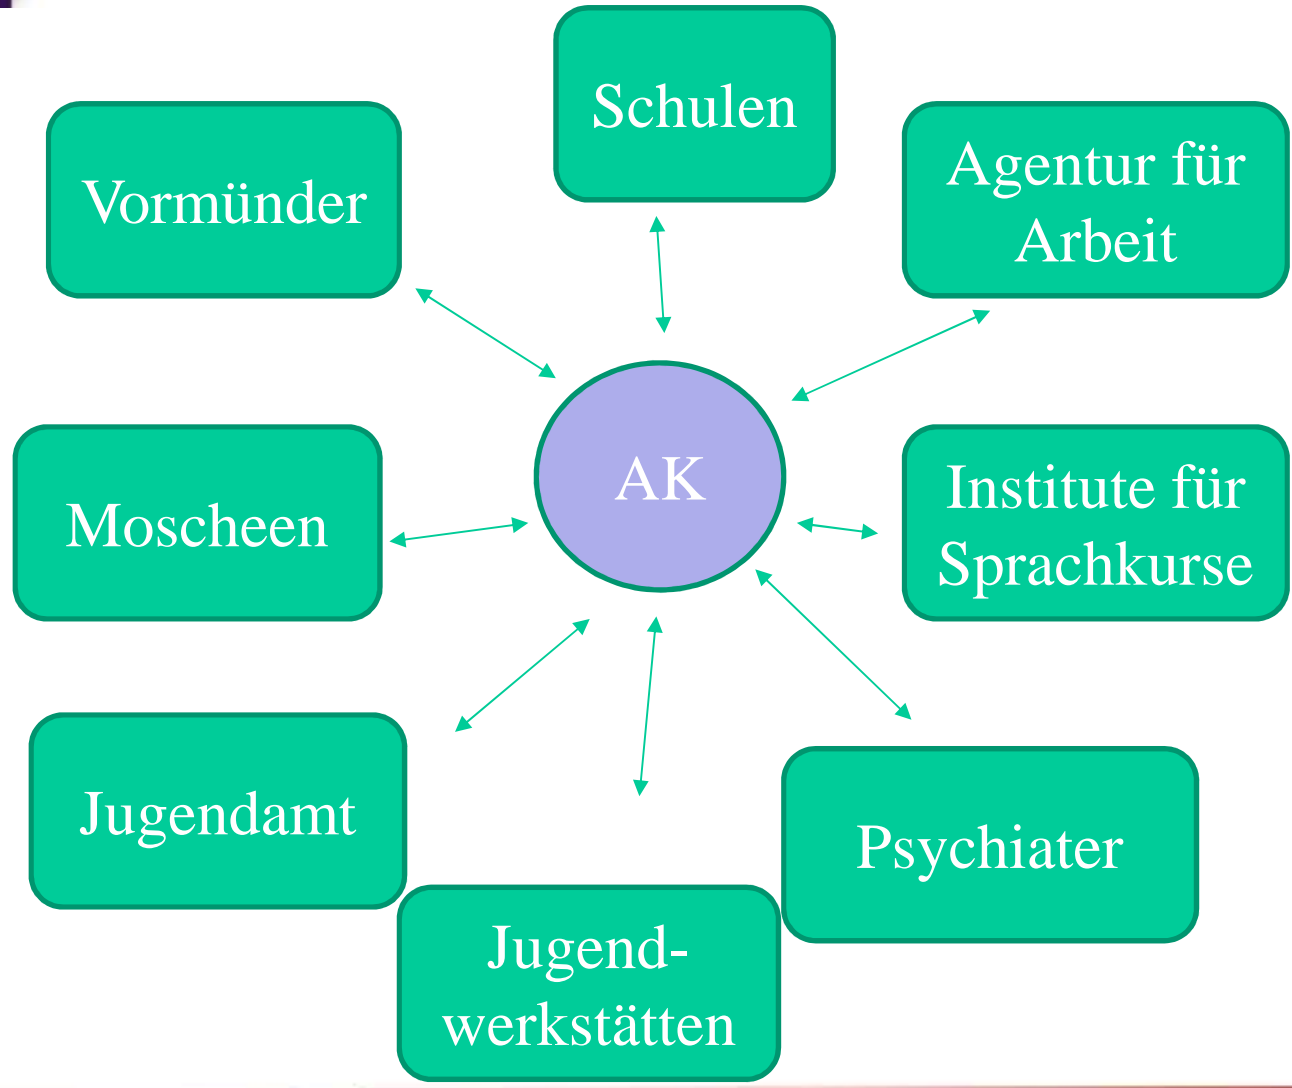 Schulen
Vormünder
Agentur für
Arbeit
AK
Moscheen
Institute für
Sprachkurse
Jugendamt
Psychiater
Jugend-
werkstätten